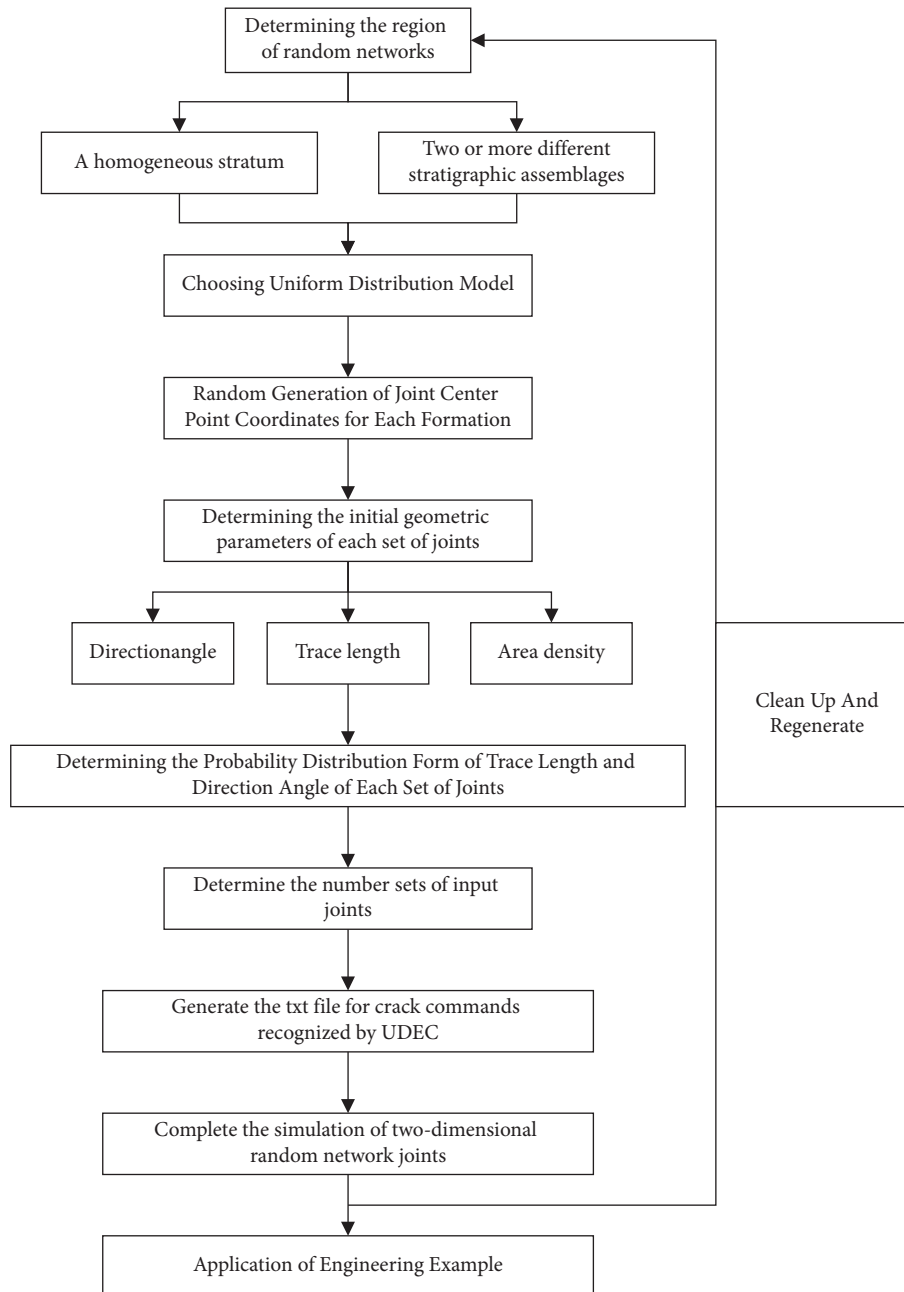 Determining the region
of random networks
A homogeneous stratum
Two or more different
stratigraphic assemblages
Choosing Uniform Distribution Model
Random Generation of Joint Center
Point Coordinates for Each Formation
Determining the initial geometric
parameters of each set of joints
Directionangle
Trace length
Area density
Clean Up And
Regenerate
Determining the Probability Distribution Form of Trace Length and
Direction Angle of Each Set of Joints
Determine the number sets of input
joints
Generate the txt file for crack commands
recognized by UDEC
Complete the simulation of two-dimensional
random network joints
Application of Engineering Example